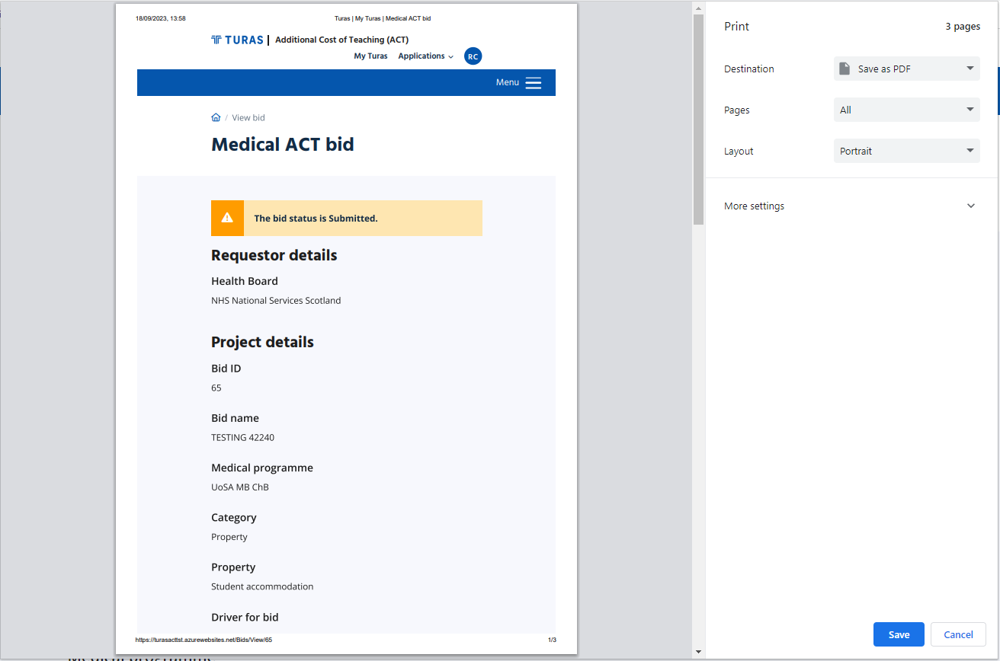 18/09/2023, 13:58
Turas | My Turas | Medical ACT bid
TURAS | Additional Cost of Teaching (ACT)
My Turas Applications RC
Menu
/ View bid
Medical ACT bid
The bid status is Submitted.
Requestor details
Health Board
NHS National Services Scotland
Project details
Bid ID
65
Bid name
TESTING 42240
Medical programme
UoSA MB ChB
Category
Property
Property
Student accommodation
Driver for bid
https://turasacttst.azurewebsites.net/Bids/View/65
1/3
Print
3 pages
Destination
Save as PDF
Pages
All
Layout
Portrait
More settings
Save
Cancel